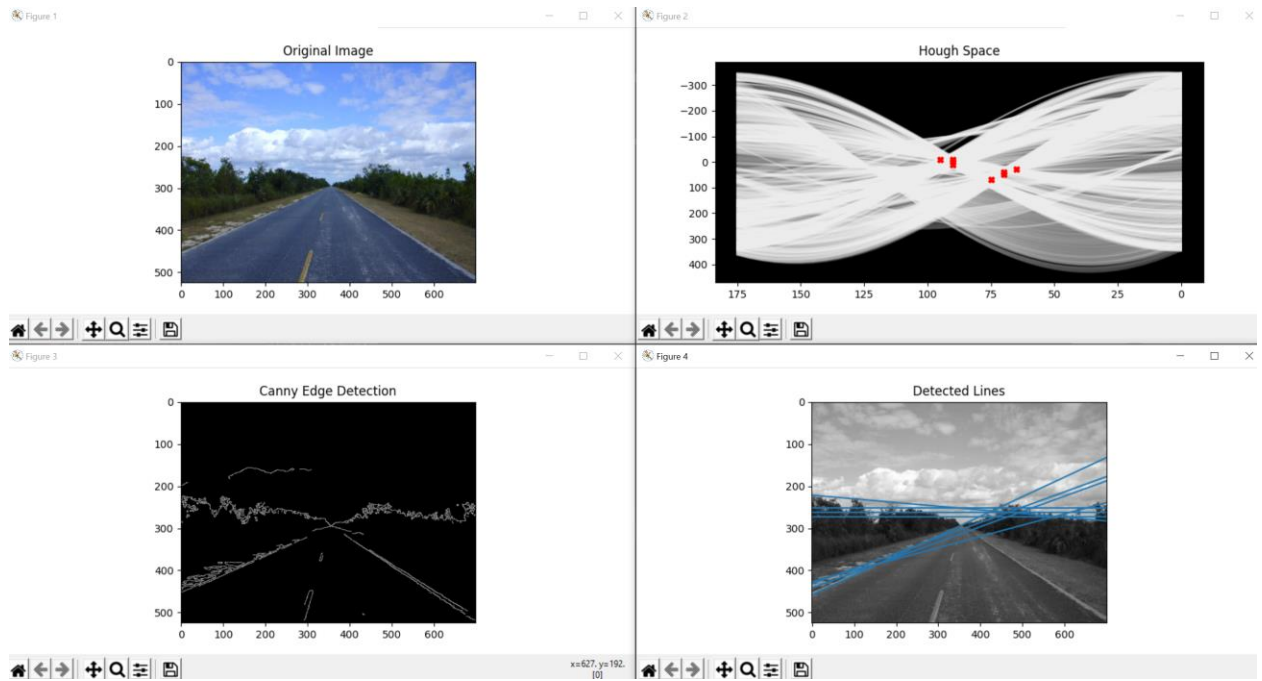 Figure 1
Original Image
0
100
200
300
400
500
0 100 200 300 400 500 600
Figure 2
Hough Space
−300
−200
−100
0
100
200
300
400
175 150 125 100 75 50 25 0
Figure 3
Canny Edge Detection
0
100
200
300
400
500
0 100 200 300 400 500 600
x=627. y=192.
[0]
Figure 4
Detected Lines
0
100
200
300
400
500
0 100 200 300 400 500 600